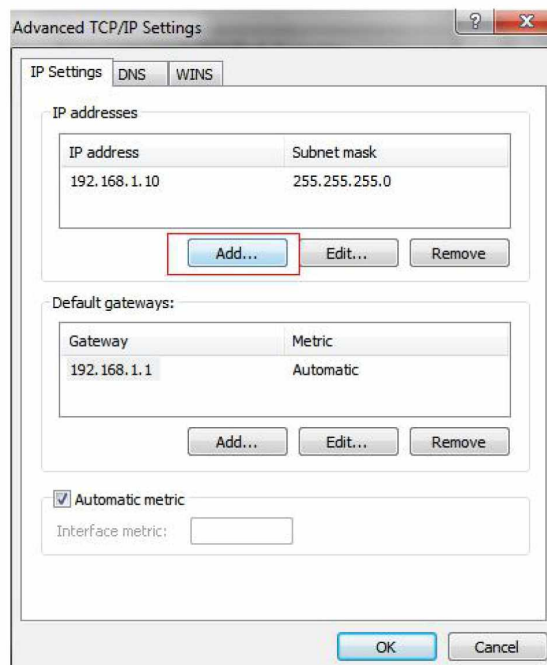 Advanced TCP/IP Settings
IP Settings DNS WINS
IP addresses
IP address Subnet mask
192.168.1.10 255.255.255.0
Add... Edit... Remove
Default gateways:
Gateway Metric
192.168.1.1 Automatic
Add... Edit... Remove
Automatic metric
Interface metric:
OK Cancel